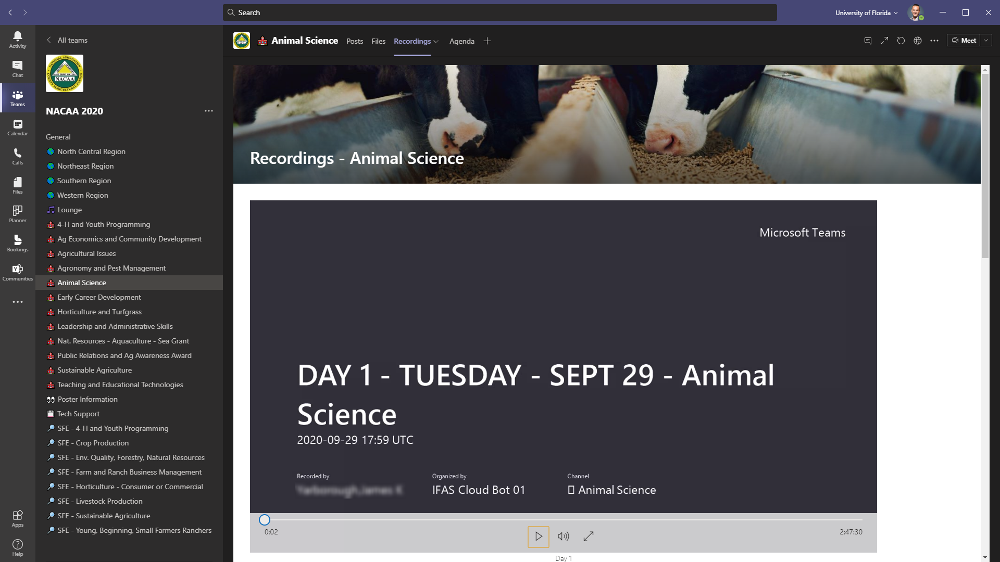 Search
University of Florida
Activity
Chat
Teams
Calendar
Calls
Files
Planner
Bookings
Communities
Apps
Help
All teams
NATIONAL ASSOCIATION
NACAA
COUNTY AGRICULTURAL AGENTS
NACAA 2020
General
North Central Region
Northeast Region
Southern Region
Western Region
Lounge
4-H and Youth Programming
Ag Economics and Community Development
Agricultural Issues
Agronomy and Pest Management
Animal Science
Early Career Development
Horticulture and Turfgrass
Leadership and Administrative Skills
Nat. Resources - Aquaculture - Sea Grant
Public Relations and Ag Awareness Award
Sustainable Agriculture
Teaching and Educational Technologies
Poster Information
Tech Support
SFE - 4-H and Youth Programming
SFE - Crop Production
SFE - Env. Quality, Forestry, Natural Resources
SFE - Farm and Ranch Business Management
SFE - Horticulture - Consumer or Commercial
SFE - Livestock Production
SFE - Sustainable Agriculture
SFE - Young, Beginning, Small Farmers Ranchers
Animal Science Posts Files Recordings Agenda
Meet
Recordings - Animal Science
Microsoft Teams
DAY 1 - TUESDAY - SEPT 29 - Animal
Science
2020-09-29 17:59 UTC
Recorded by
Organized by
IFAS Cloud Bot 01
Channel
Animal Science
0:02
2:47:30
Day 1